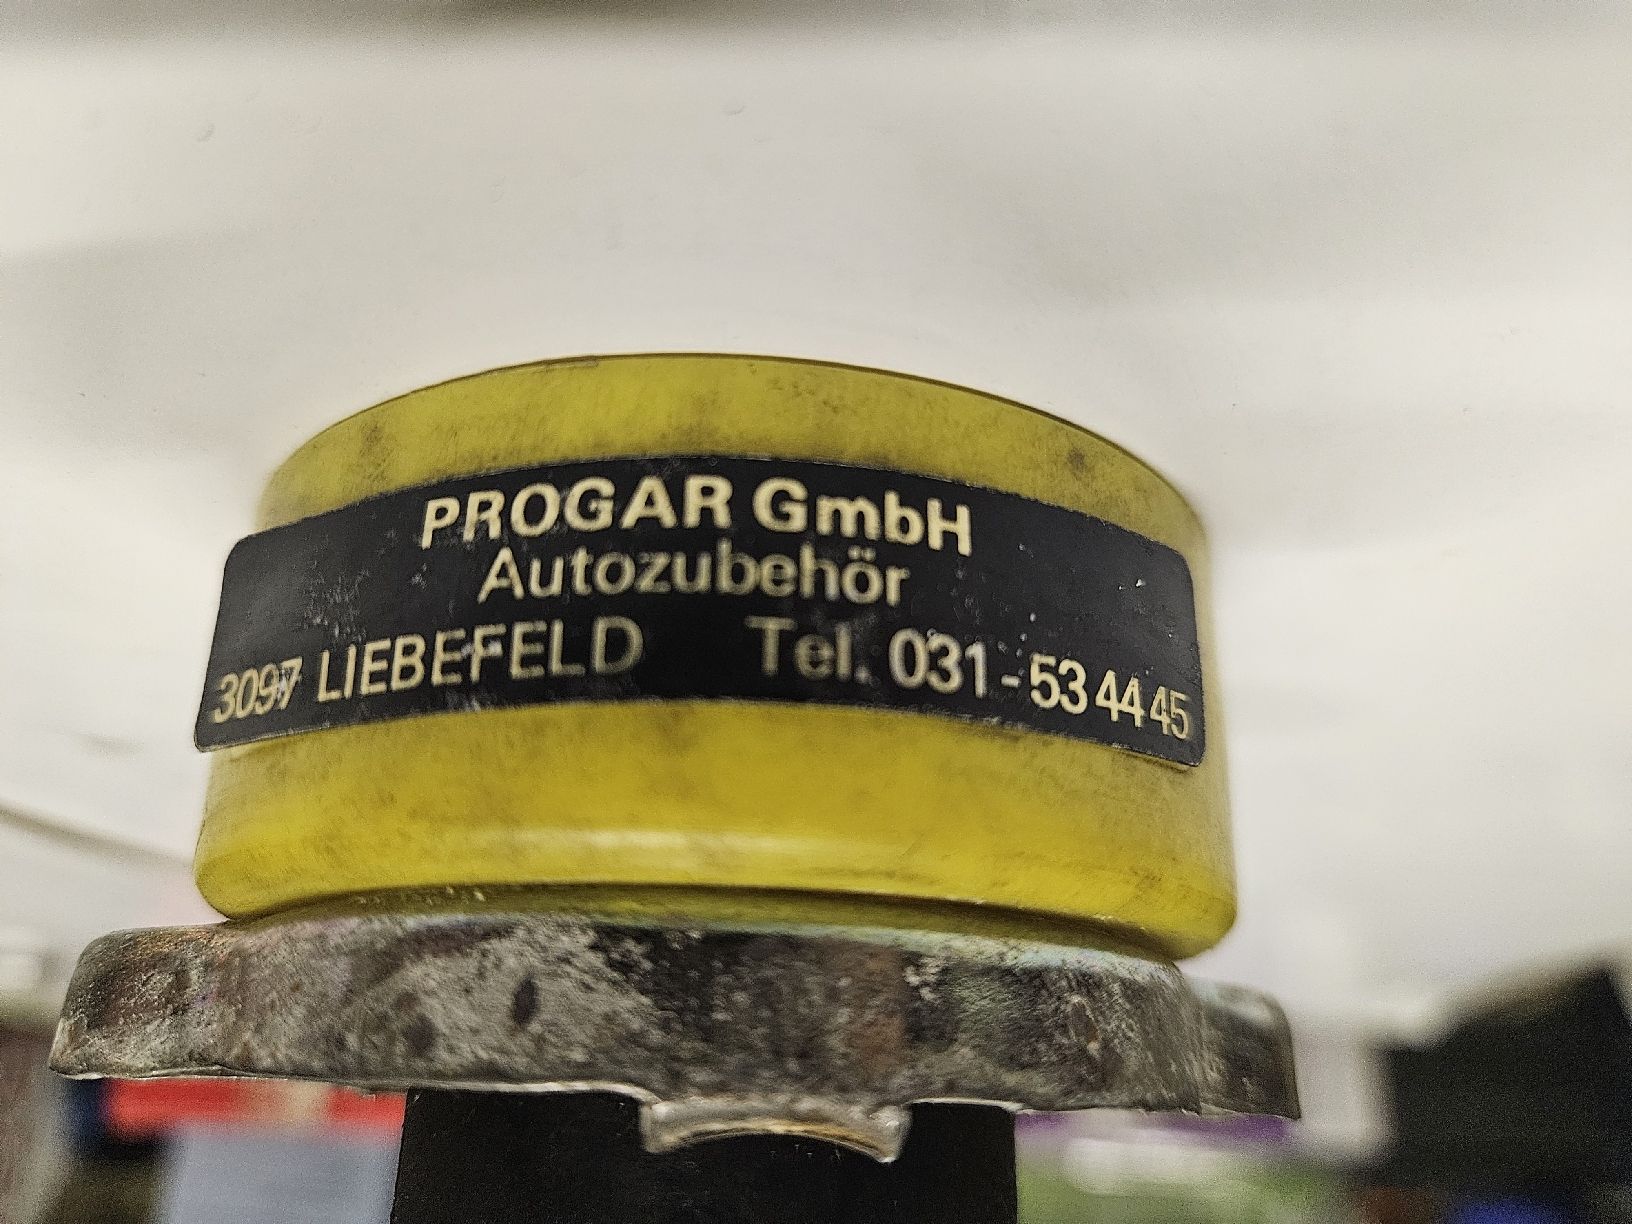 PROGAR GmbH
Autozubehör
3097 LIEBEFELD Tel. 031-53 44 45